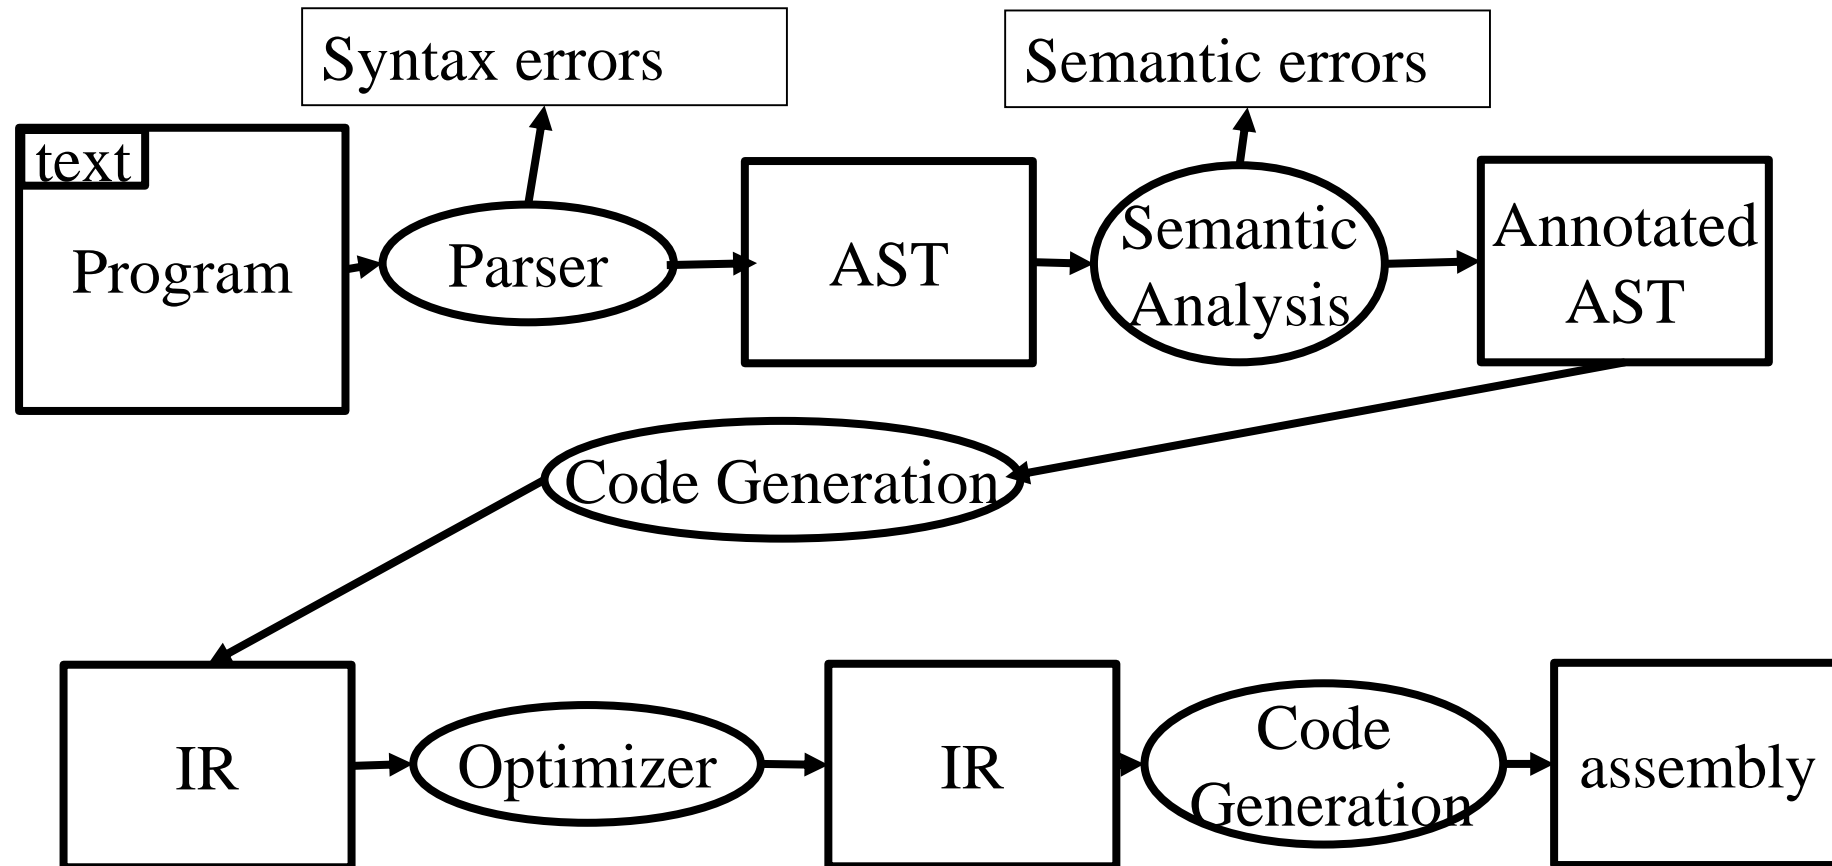 Syntax errors
Semantic errors
text
Program
Parser
AST
Semantic
Analysis
Annotated
AST
Code Generation
IR
Optimizer
IR
Code
Generation
assembly